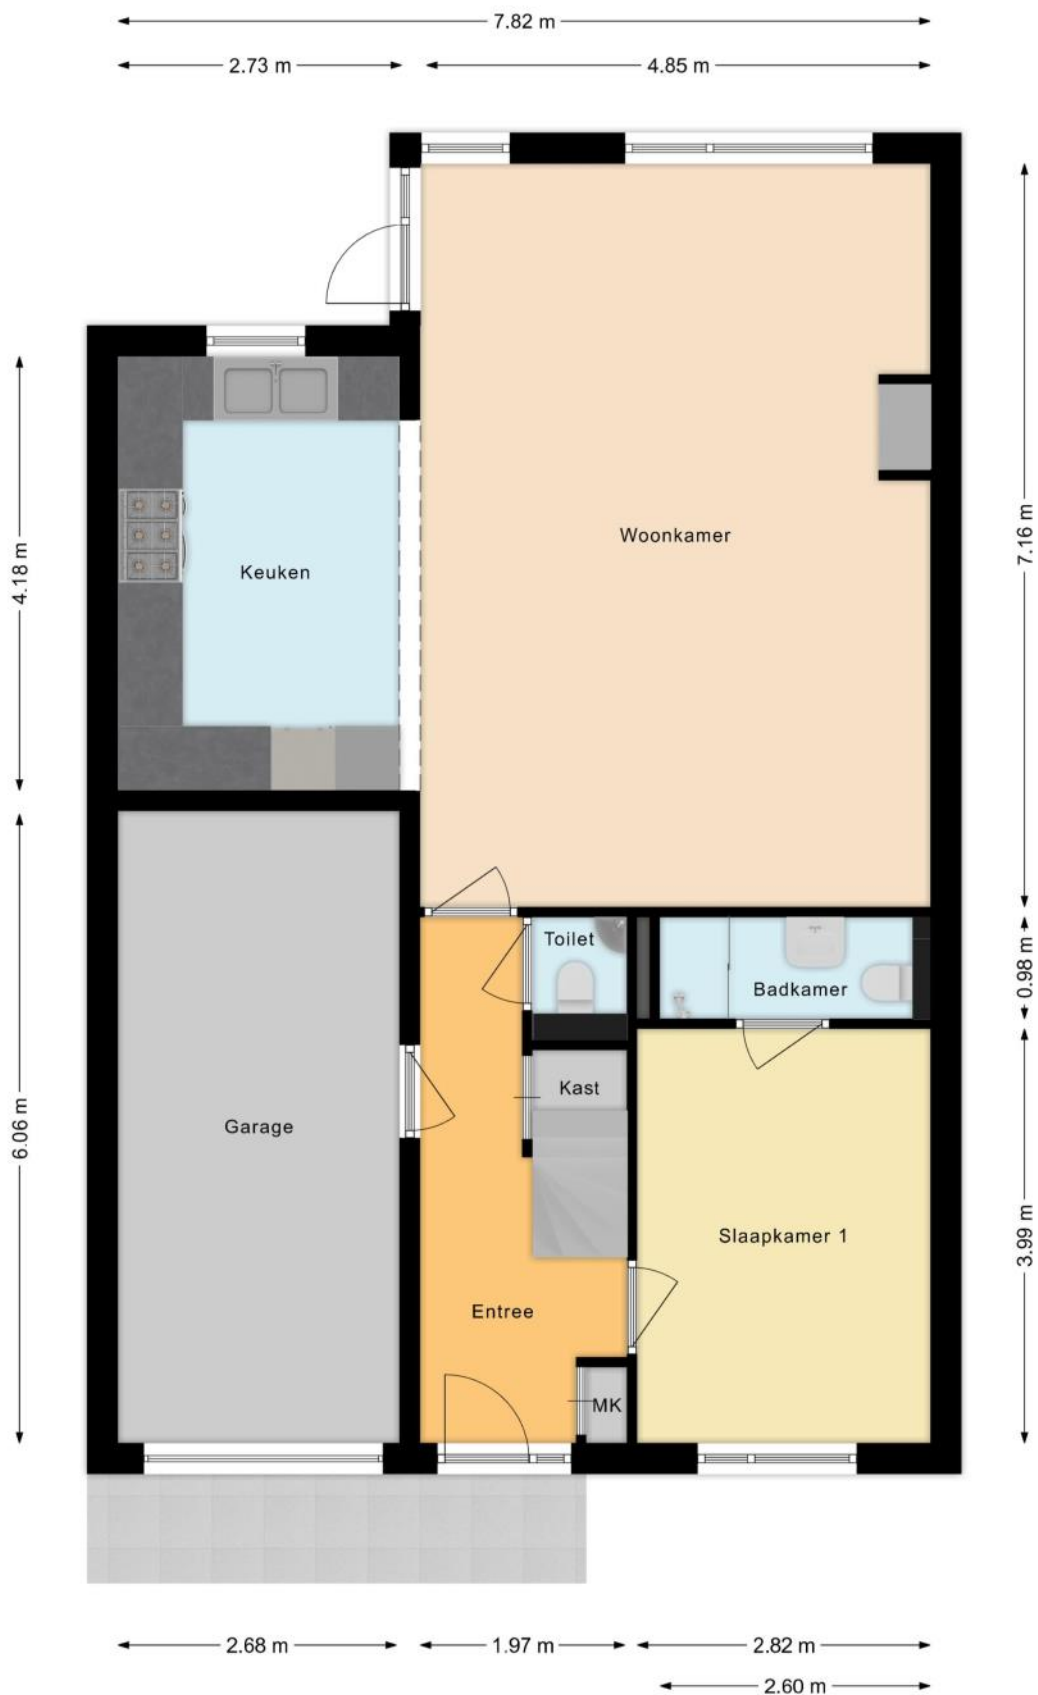 7.82 m
2.73 m
4.85 m
Woonkamer
7.16 m
4.18 m
Keuken
Toilet
0.98 m
Badkamer
Kast
6.06 m
Garage
3.99 m
Slaapkamer 1
Entree
MK
2.68 m
1.97 m
2.82 m
2.60 m